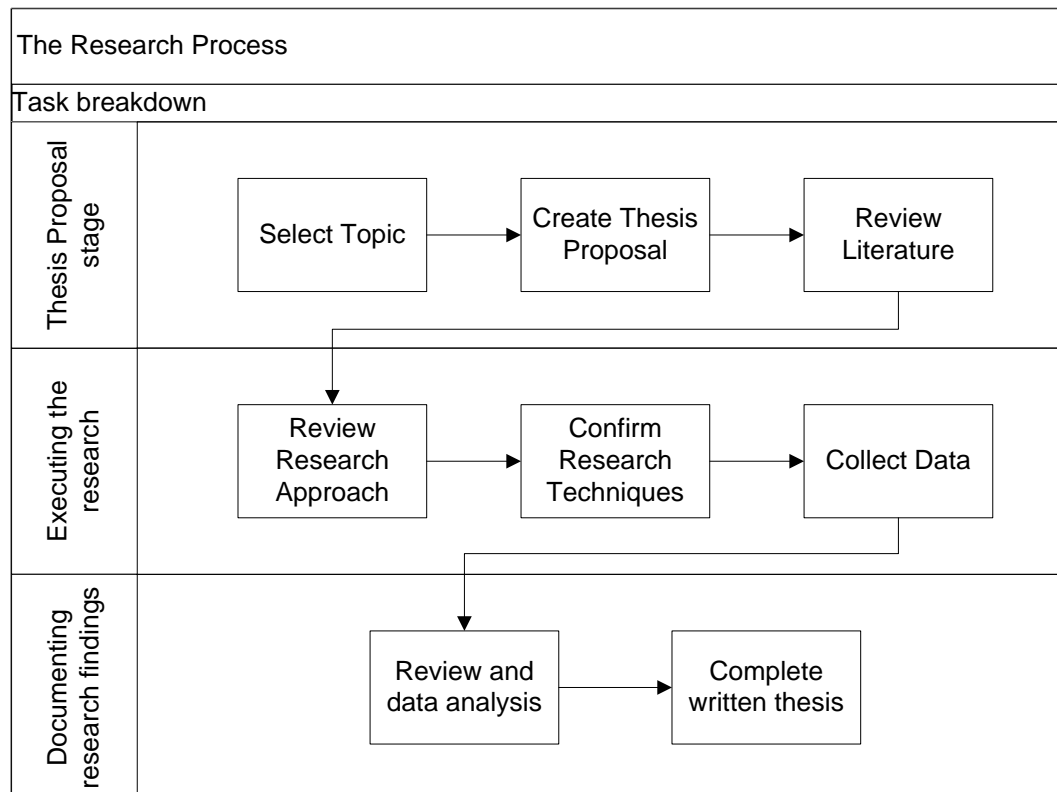 The Research Process
Task breakdown
Thesis Proposal
stage
Select Topic
Create Thesis
Proposal
Review
Literature
Executing the
research
Review
Research
Approach
Confirm
Research
Techniques
Collect Data
Documenting
research findings
Review and
data analysis
Complete
written thesis